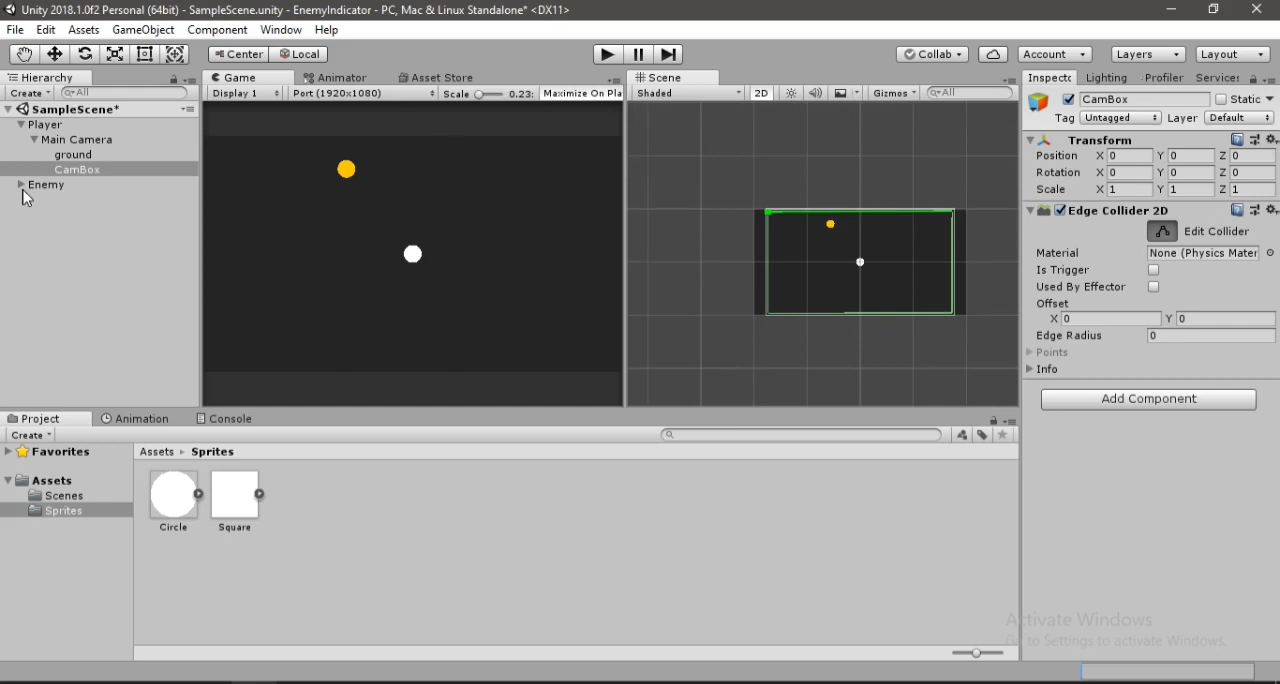 Unity 2018.1.0f2 Personal (64bit) - SampleScene.unity - EnemyIndicator - PC, Mac & Linux Standalone* <DX11>
File Edit Assets GameObject Component Window Help
Center Local Collab Account Layers Layout
Hierarchy Game Animator Asset Store Scene Inspectc Lighting Profiler Service:
Create All Display 1 Port (1920x1080) Scale 0.23: Maximize On Pla Shaded 2D Gizmos All CamBox Static
SampleScene*
Player
Main Camera
ground
CamBox
Enemy
Tag Untagged Layer Default
Transform
Position X 0 Y 0 Z 0
Rotation X 0 Y 0 Z 0
Scale X 1 Y 1 Z 1
Edge Collider 2D
Edit Collider
Material None (Physics Mater
Is Trigger
Used By Effector
Offset
X 0 Y 0
Edge Radius 0
Points
Info
Add Component
Project Animation Console
Create
Favorites
Assets
Scenes
Sprites
Assets Sprites
Circle Square
Activate Windows
Go to Settings to activate Windows.